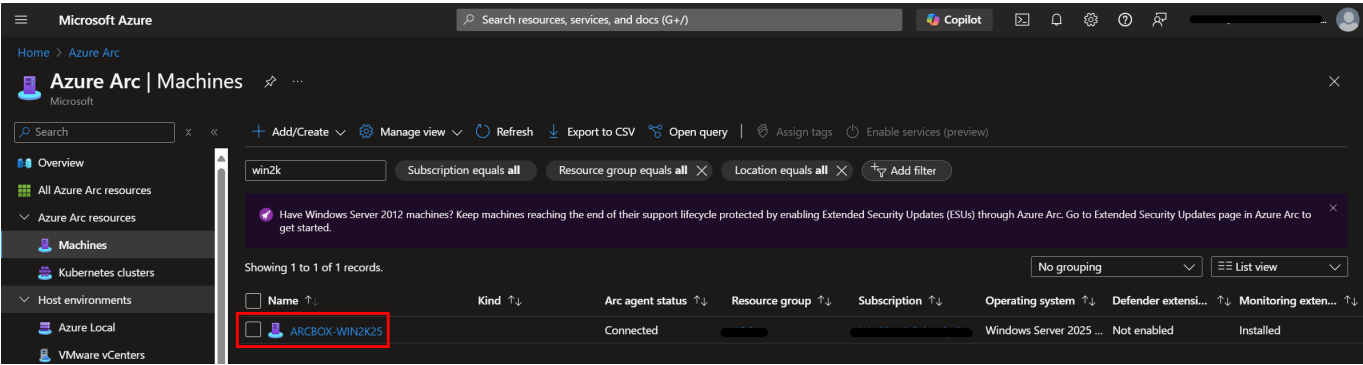 Microsoft Azure
Search resources, services, and docs (G+/)
Copilot
Home > Azure Arc
Azure Arc | Machines
Microsoft
Search
Add/Create
Manage view
Refresh
Export to CSV
Open query
Assign tags
Enable services (preview)
Overview
All Azure Arc resources
Azure Arc resources
Machines
Kubernetes clusters
Host environments
Azure Local
VMware vCenters
win2k
Subscription equals all
Resource group equals all
Location equals all
Add filter
Have Windows Server 2012 machines? Keep machines reaching the end of their support lifecycle protected by enabling Extended Security Updates (ESUs) through Azure Arc. Go to Extended Security Updates page in Azure Arc to
get started.
Showing 1 to 1 of 1 records.
No grouping
List view
Name
Kind
Arc agent status
Resource group
Subscription
Operating system
Defender extensi...
Monitoring exten...
ARCBOX-WIN2K25
Connected
Windows Server 2025 ...
Not enabled
Installed